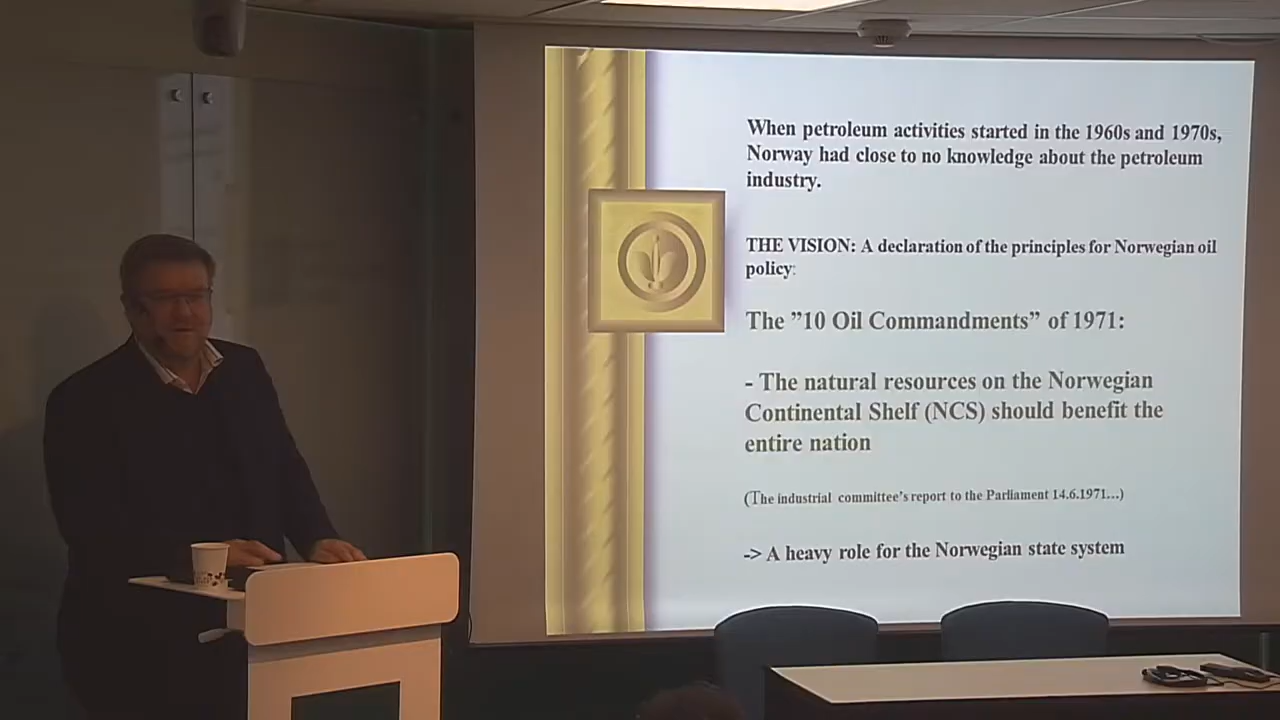 When petroleum activities started in the 1960s and 1970s,
Norway had close to no knowledge about the petroleum
industry.
THE VISION: A declaration of the principles for Norwegian oil
policy:
The ”10 Oil Commandments” of 1971:
- The natural resources on the Norwegian
Continental Shelf (NCS) should benefit the
entire nation
(The industrial committee’s report to the Parliament 14.6.1971...)
-> A heavy role for the Norwegian state system